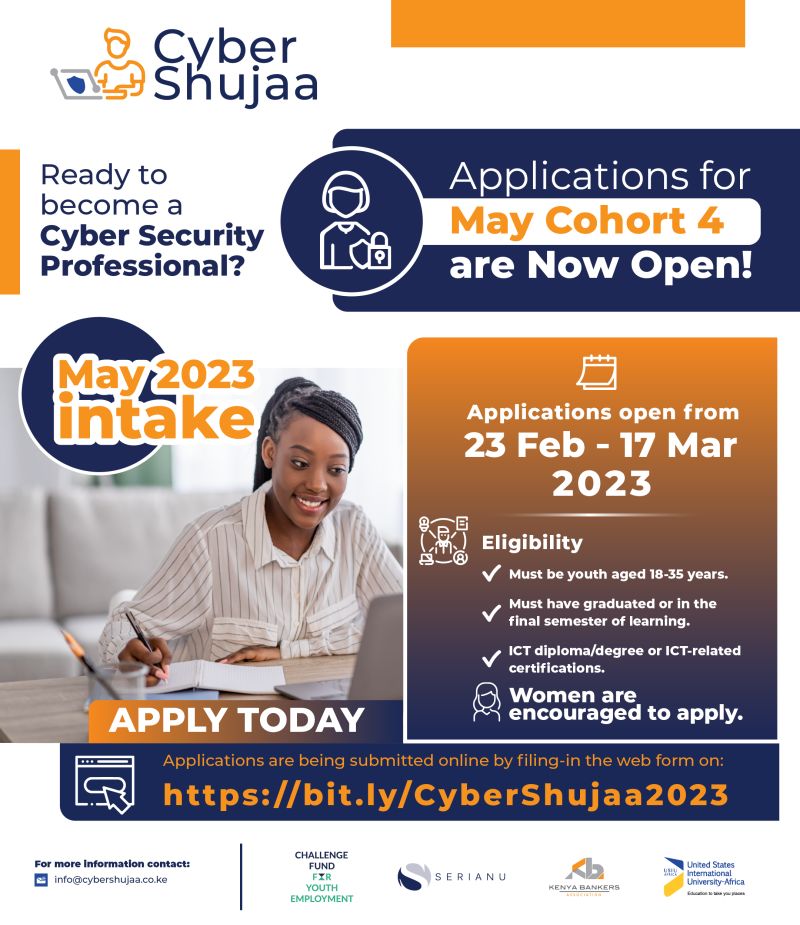 Cyber
Shujaa
Ready to
become a
Cyber Security
Professional?
Applications for
May Cohort 4
are Now Open!
May 2023
intake
Applications open from
23 Feb - 17 Mar
2023
Eligibility
Must be youth aged 18-35 years.
Must have graduated or in the
final semester of learning.
ICT diploma/degree or ICT-related
certifications.
Women are
encouraged to apply.
APPLY TODAY
Applications are being submitted online by filing-in the web form on:
https://bit.ly/CyberShujaa2023
For more information contact:
info@cybershujaa.co.ke
CHALLENGE
FUND
FOR
YOUTH
EMPLOYMENT
SERIANU
KENYA BANKERS
ASSOCIATION
USIU
AFRICA
United States
International
University-Africa
Education to take you places